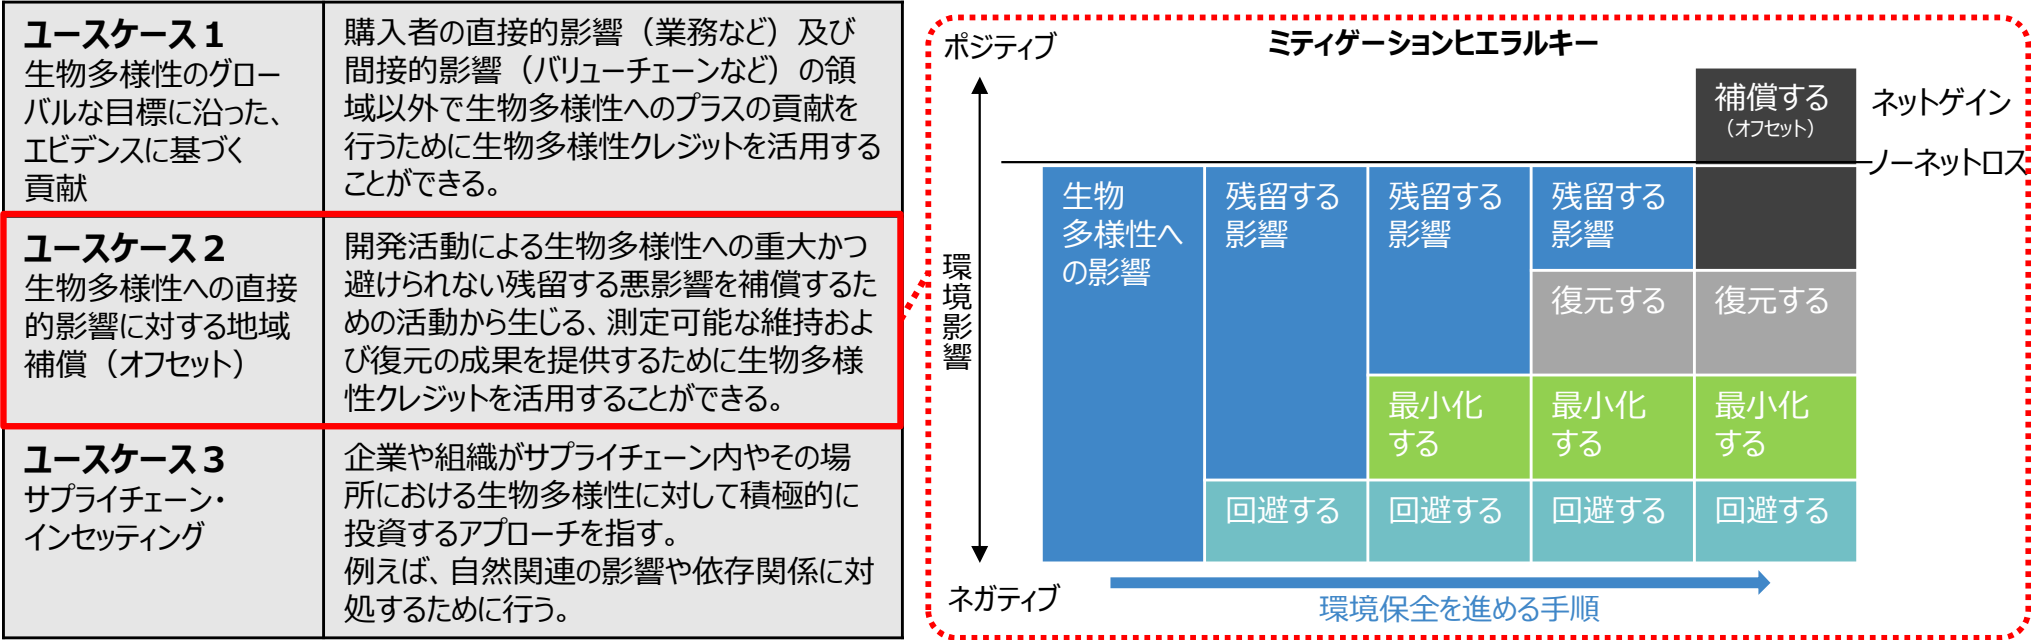 ユースケース1
生物多様性のグロー
バルな目標に沿った、
エビデンスに基づく
貢献
購入者の直接的影響（業務など）及び
間接的影響（バリューチェーンなど）の領
域以外で生物多様性へのプラスの貢献を
行うために生物多様性クレジットを活用する
ことができる。
ユースケース2
生物多様性への直接
的影響に対する地域
補償（オフセット）
開発活動による生物多様性への重大かつ
避けられない残留する悪影響を補償するた
めの活動から生じる、測定可能な維持およ
び復元の成果を提供するために生物多様
性クレジットを活用することができる。
ユースケース3
サプライチェーン・
インセッティング
企業や組織がサプライチェーン内やその場
所における生物多様性に対して積極的に
投資するアプローチを指す。
例えば、自然関連の影響や依存関係に対
処するために行う。
ミティゲーションヒエラルキー
ポジティブ
環境影響
ネガティブ
補償する
（オフセット）
ネットゲイン
ノーネットロス
生物
多様性へ
の影響
残留する
影響
残留する
影響
残留する
影響
復元する
復元する
最小化
する
最小化
する
最小化
する
回避する
回避する
回避する
回避する
環境保全を進める手順